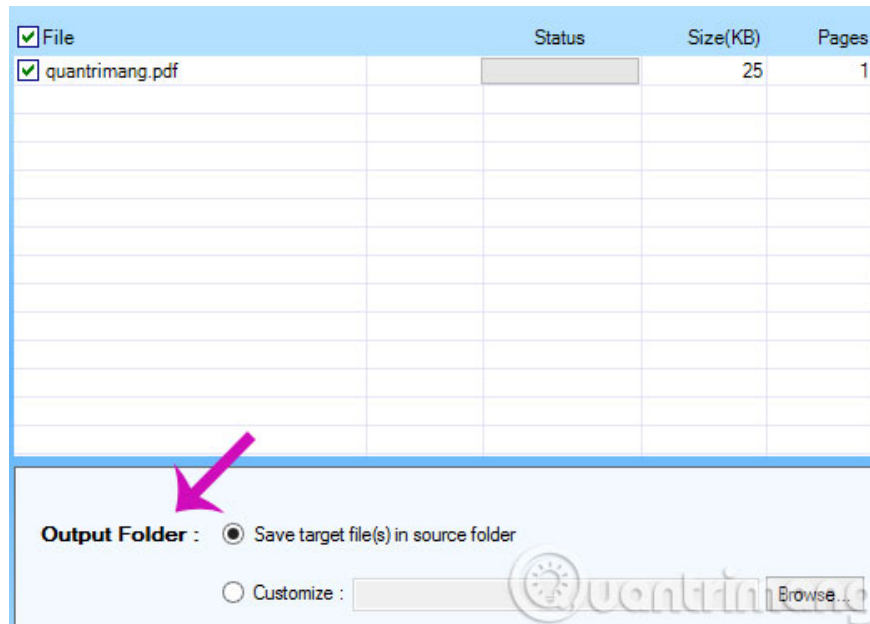 File Status Size(KB) Pages
quantrimang.pdf 25 1
Output Folder : Save target file(s) in source folder
Customize : Browse...
Quantrimang